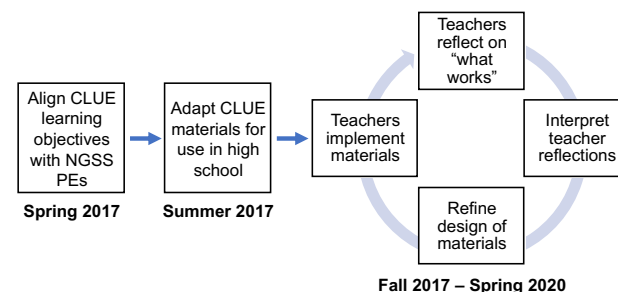 Align CLUE
learning
objectives
with NGSS
PEs
Spring 2017
Adapt CLUE
materials for
use in high
school
Summer 2017
Teachers
implement
materials
Teachers
reflect on
“what
works”
Interpret
teacher
reflections
Refine
design of
materials
Fall 2017 – Spring 2020